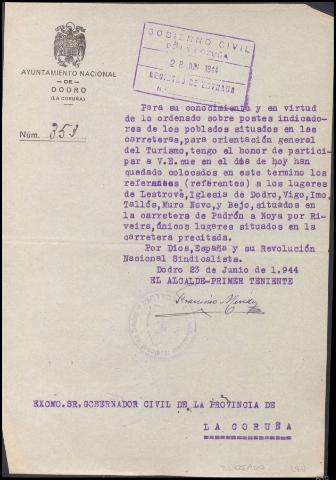 AYUNTAMIENTO NACIONAL
DE
DODRO
(LA CORUÑA)
Núm. 353
GOBIERNO CIVIL
DE LA CORUÑA
28 JUN. 1944
REGISTRO DE ENTRADA
N.
Para su conocimiento y en virtud
de lo ordenado sobre postes indicado-
res de los poblados situados en las
carreteras, para orientación general
del Turismo, tengo el honor de partici-
par a V.E. que en el dia de hoy han
quedado colocados en este termino los
(referentes) a los lugares
de Lestrove, Iglesia de Dodro, Vigo, Imo,
Tallós, Muro Novo, y Bejo, situados en
la carretera de Padrón a Noya por Ri-
veira, únicos lugares situados en la
carretera precitada.
Por Dios, España y su Revolución
Nacional Sindicalista.
Dodro 23 de Junio de 1.944
EL ALCALDE-PRIMER TENIENTE
Francisco Mendez
EXCMO. SR. GOBERNADOR CIVIL DE LA PROVINCIA DE
LA CORUÑA